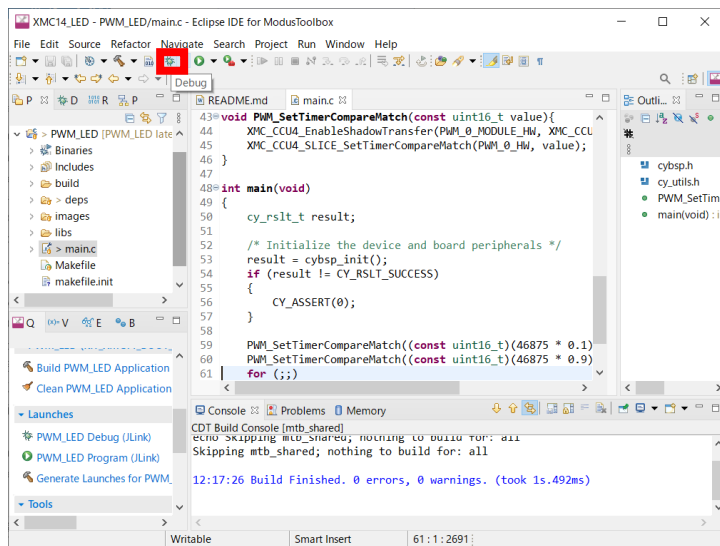 XMC14_LED - PWM_LED/main.c - Eclipse IDE for ModusToolbox
File Edit Source Refactor Navigate Search Project Run Window Help
Debug
P D R P
README.md main.c
Outli...
> PWM_LED [PWM_LED late
Binaries
Includes
build
> deps
images
libs
> main.c
Makefile
makefile.init
43 void PWM_SetTimerCompareMatch(const uint16_t value){
44 XMC_CCU4_EnableShadowTransfer(PWM_0_MODULE_HW, XMC_CCU
45 XMC_CCU4_SLICE_SetTimerCompareMatch(PWM_0_HW, value);
46 }
47
48 int main(void)
49 {
50 cy_rslt_t result;
51
52 /* Initialize the device and board peripherals */
53 result = cybsp_init();
54 if (result != CY_RSLT_SUCCESS)
55 {
56 CY_ASSERT(0);
57 }
58
59 PWM_SetTimerCompareMatch((const uint16_t)(46875 * 0.1)
60 PWM_SetTimerCompareMatch((const uint16_t)(46875 * 0.9)
61 for (;;)
cybsp.h
cy_utils.h
PWM_SetTim
main(void) : i
Q (x)= V E B
Build PWM_LED Application
Clean PWM_LED Application
Launches
PWM_LED Debug (JLink)
PWM_LED Program (JLink)
Generate Launches for PWM_
Tools
Console Problems Memory
CDT Build Console [mtb_shared]
echo Skipping mtb_shared; nothing to build for: all
Skipping mtb_shared; nothing to build for: all
12:17:26 Build Finished. 0 errors, 0 warnings. (took 1s.492ms)
Writable Smart Insert 61 : 1 : 2691